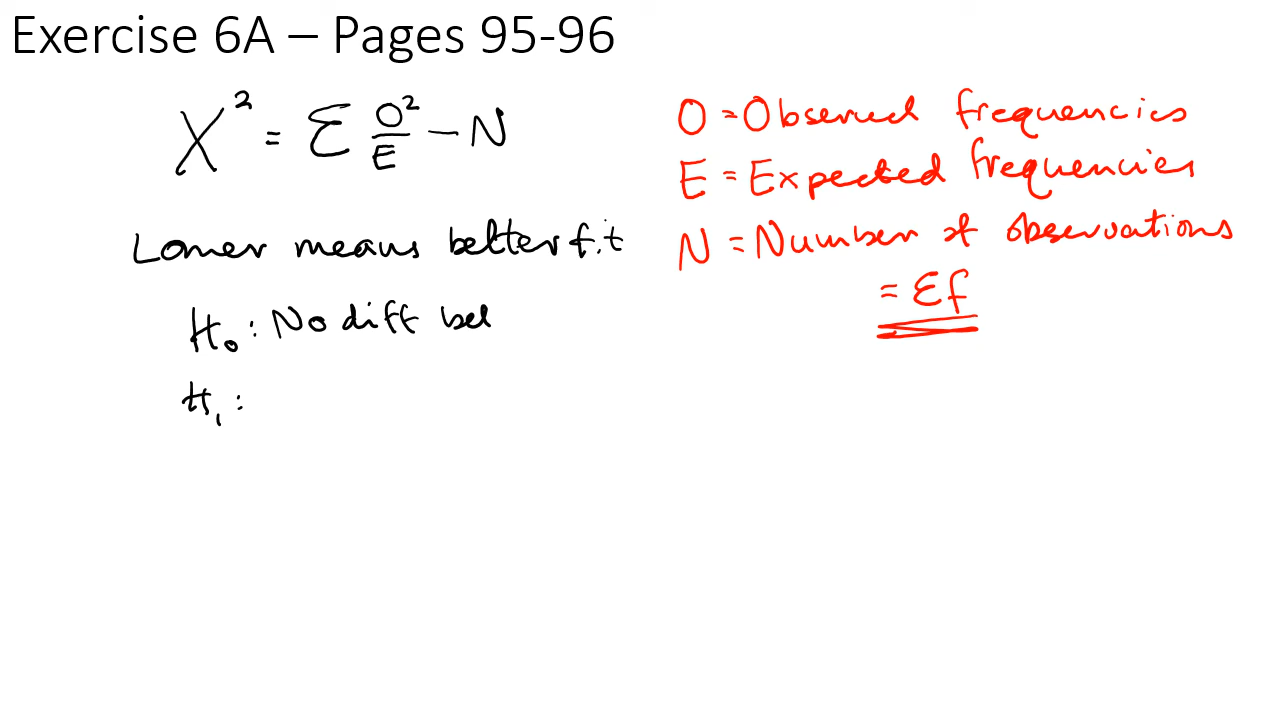 Exercise 6A – Pages 95-96
X² = Σ O²/E – N
Lower means better fit
H₀ : No diff bet
H₁ :
O = Observed frequencies
E = Expected frequencies
N = Number of observations
= Σf